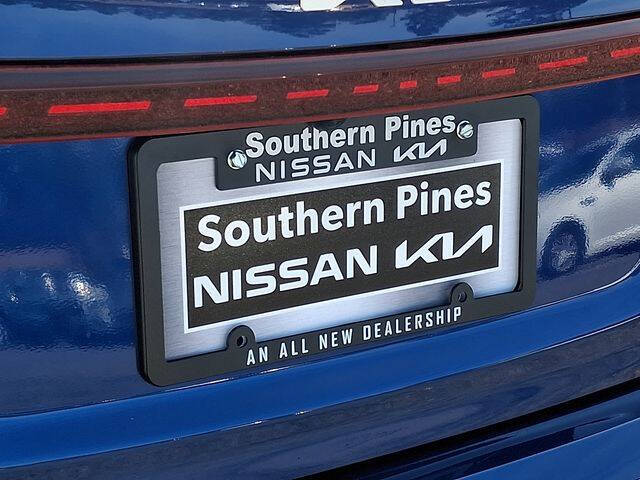 Southern Pines
NISSAN KIA
Southern Pines
NISSAN KIA
AN ALL NEW DEALERSHIP